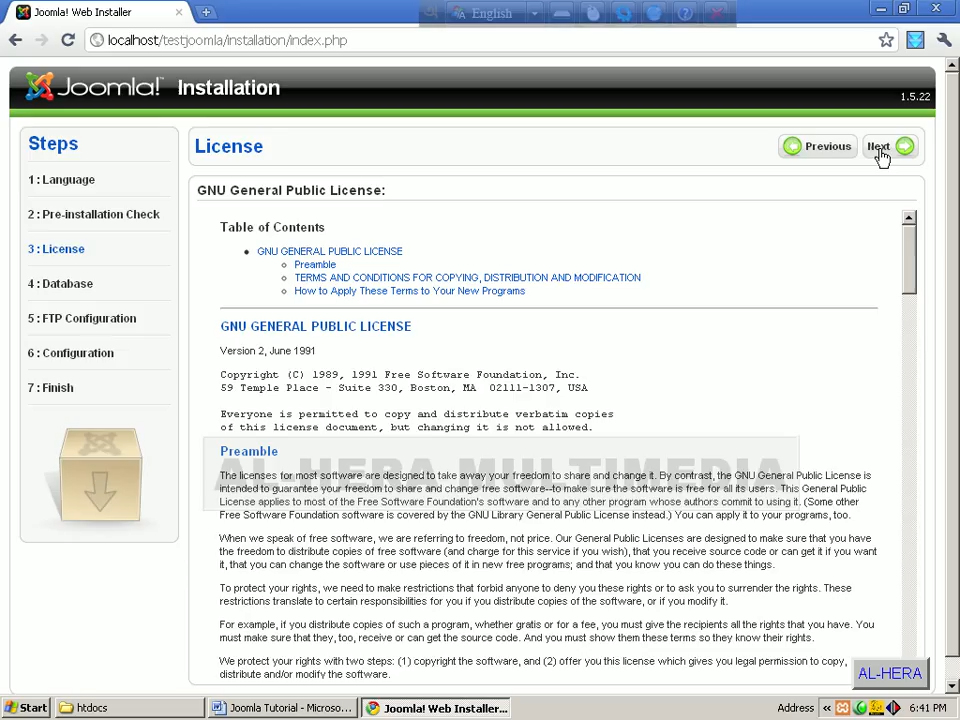 Joomla! Web Installer
English
localhost/testjoomla/installation/index.php
Joomla! Installation
1.5.22
Steps
1 : Language
2 : Pre-installation Check
3 : License
4 : Database
5 : FTP Configuration
6 : Configuration
7 : Finish
License
Previous
Next
GNU General Public License:
Table of Contents
GNU GENERAL PUBLIC LICENSE
Preamble
TERMS AND CONDITIONS FOR COPYING, DISTRIBUTION AND MODIFICATION
How to Apply These Terms to Your New Programs
GNU GENERAL PUBLIC LICENSE
Version 2, June 1991
Copyright (C) 1989, 1991 Free Software Foundation, Inc.
59 Temple Place - Suite 330, Boston, MA  02111-1307, USA
Everyone is permitted to copy and distribute verbatim copies
of this license document, but changing it is not allowed.
Preamble
AL-HERA MULTIMEDIA
The licenses for most software are designed to take away your freedom to share and change it. By contrast, the GNU General Public License is
intended to guarantee your freedom to share and change free software--to make sure the software is free for all its users. This General Public
License applies to most of the Free Software Foundation's software and to any other program whose authors commit to using it. (Some other
Free Software Foundation software is covered by the GNU Library General Public License instead.) You can apply it to your programs, too.
When we speak of free software, we are referring to freedom, not price. Our General Public Licenses are designed to make sure that you have
the freedom to distribute copies of free software (and charge for this service if you wish), that you receive source code or can get it if you want
it, that you can change the software or use pieces of it in new free programs; and that you know you can do these things.
To protect your rights, we need to make restrictions that forbid anyone to deny you these rights or to ask you to surrender the rights. These
restrictions translate to certain responsibilities for you if you distribute copies of the software, or if you modify it.
For example, if you distribute copies of such a program, whether gratis or for a fee, you must give the recipients all the rights that you have. You
must make sure that they, too, receive or can get the source code. And you must show them these terms so they know their rights.
We protect your rights with two steps: (1) copyright the software, and (2) offer you this license which gives you legal permission to copy,
distribute and/or modify the software.
AL-HERA
Start
htdocs
Joomla Tutorial - Microso...
Joomla! Web Installer...
Address
6:41 PM